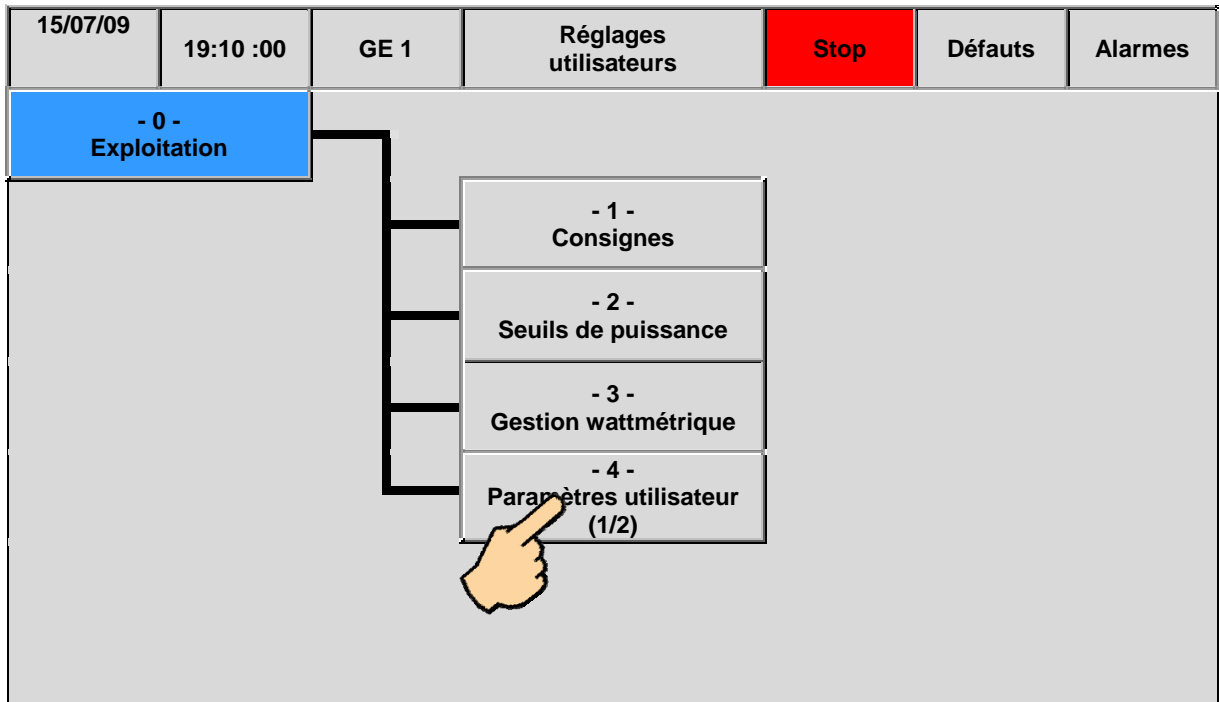 15/07/09
19:10 :00
GE 1
Réglages
utilisateurs
Stop
Défauts
Alarmes
- 0 -
Exploitation
- 1 -
Consignes
- 2 -
Seuils de puissance
- 3 -
Gestion wattmétrique
- 4 -
Paramètres utilisateur
(1/2)